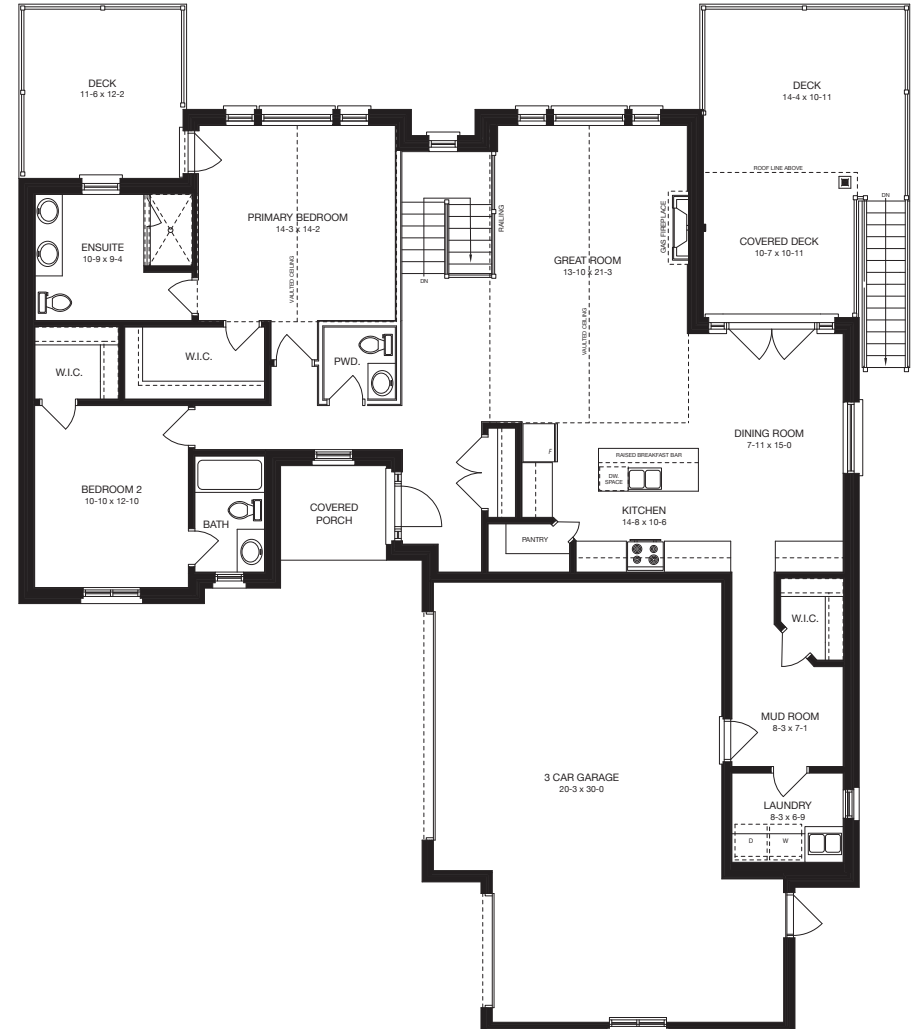 DECK
11-6 x 12-2
DECK
14-4 x 10-11
ROOF LINE ABOVE
DN
PRIMARY BEDROOM
14-3 x 14-2
VAULTED CEILING
ENSUITE
10-9 x 9-4
RAILING
DN
GREAT ROOM
13-10 x 21-3
VAULTED CEILING
GAS FIREPLACE
COVERED DECK
10-7 x 10-11
W.I.C.
W.I.C.
PWD.
DINING ROOM
7-11 x 15-0
F
RAISED BREAKFAST BAR
DW.
SPACE
KITCHEN
14-8 x 10-6
PANTRY
BEDROOM 2
10-10 x 12-10
BATH
COVERED
PORCH
W.I.C.
MUD ROOM
8-3 x 7-1
3 CAR GARAGE
20-3 x 30-0
LAUNDRY
8-3 x 6-9
D
W